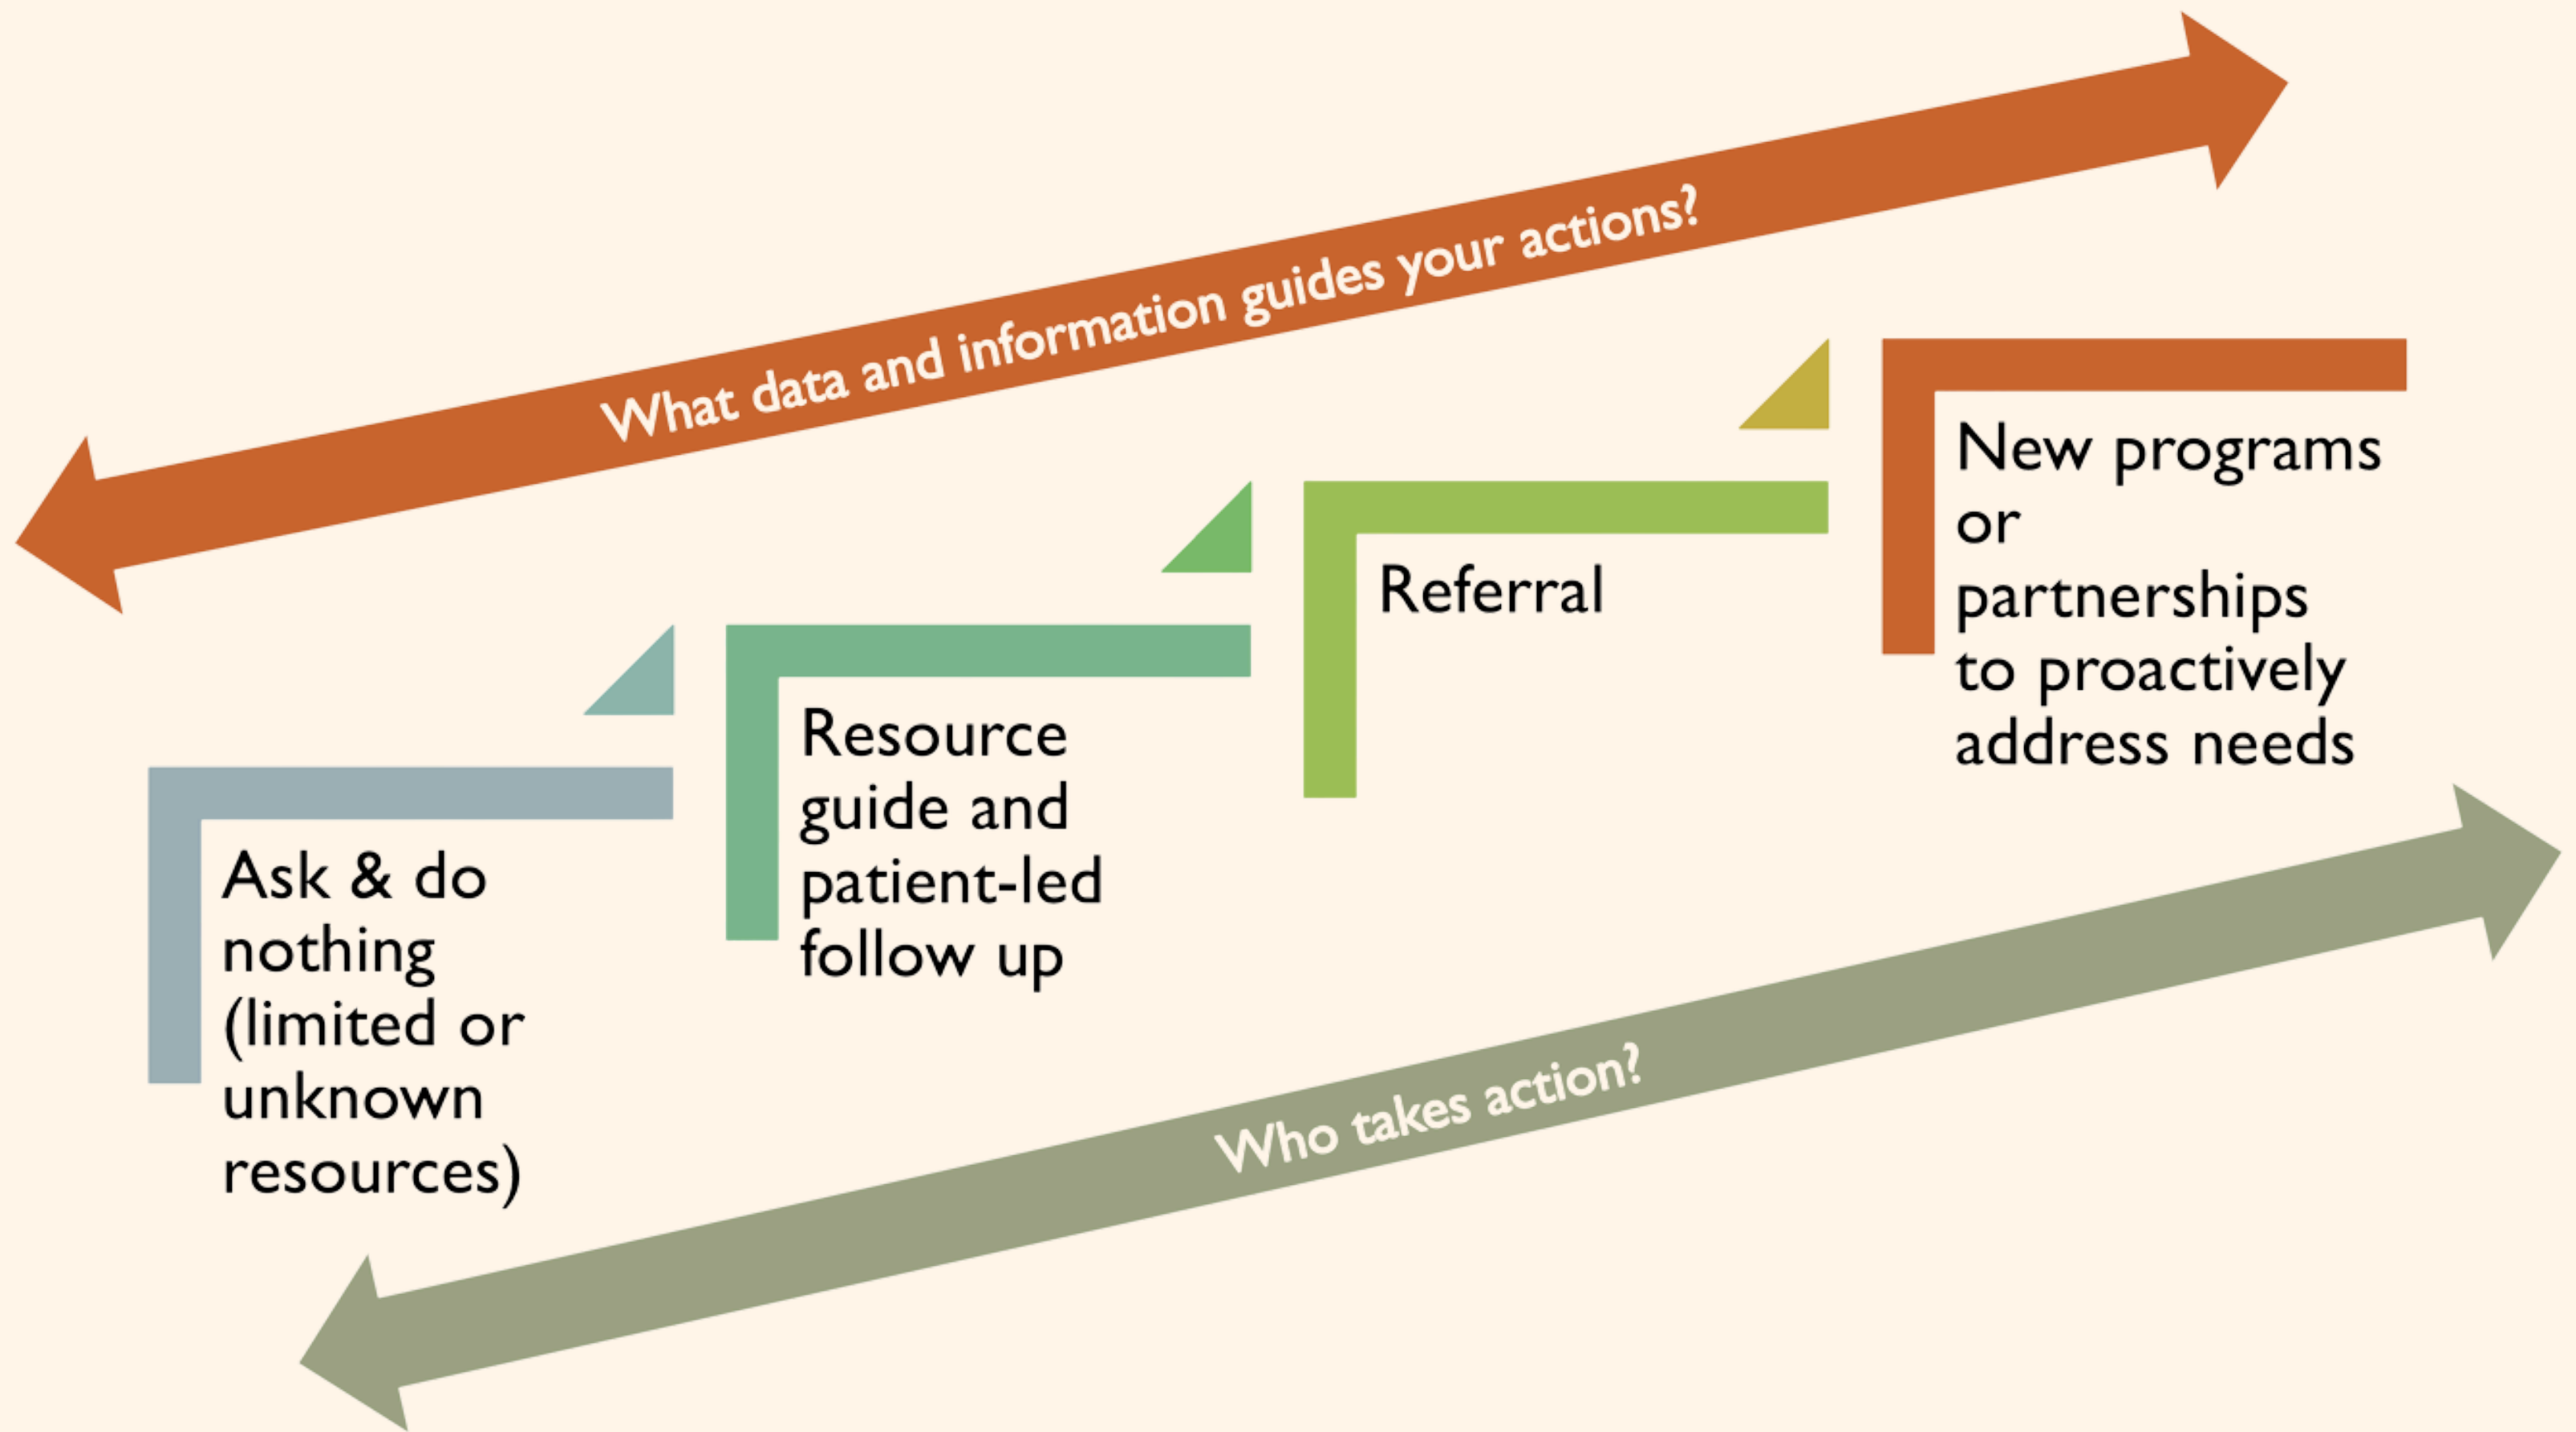 What data and information guides your actions?
Ask & do
nothing
(limited or
unknown
resources)
Resource
guide and
patient-led
follow up
Referral
New programs
or
partnerships
to proactively
address needs
Who takes action?